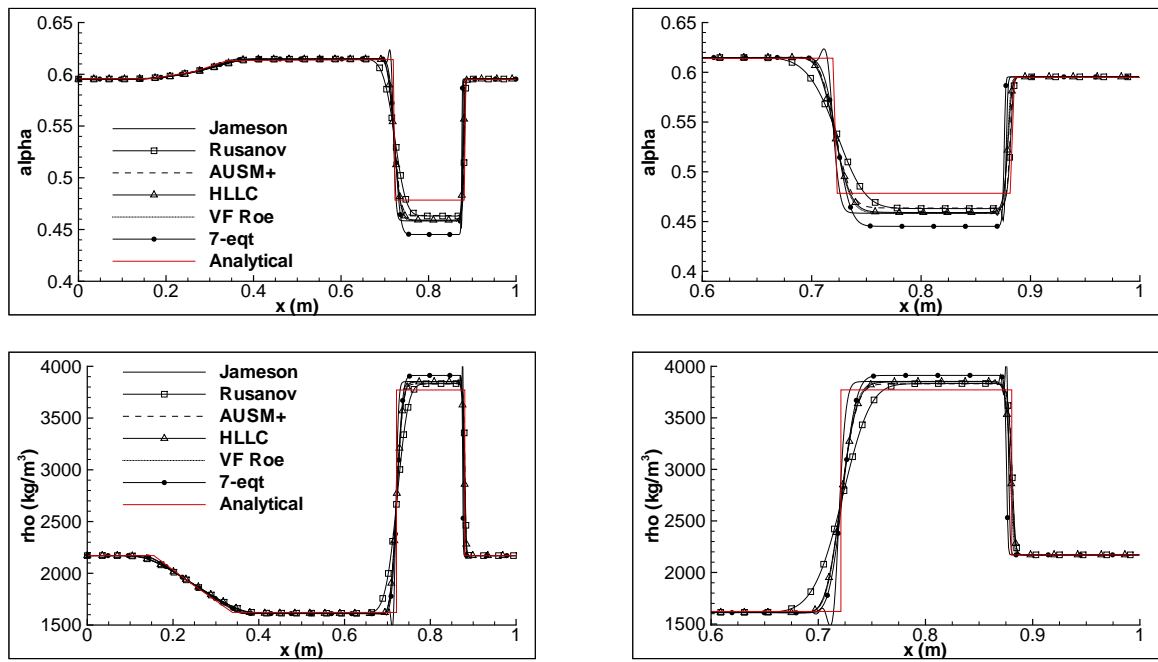 0.65
0.6
0.55
0.5
0.45
0.4
alpha
Jameson
Rusanov
AUSM+
HLLC
VF Roe
7-eqt
Analytical
0 0.2 0.4 0.6 0.8 1
x (m)
0.65
0.6
0.55
0.5
0.45
0.4
alpha
0.6 0.7 0.8 0.9 1
x (m)
4000
3500
3000
2500
2000
1500
rho (kg/m³)
Jameson
Rusanov
AUSM+
HLLC
VF Roe
7-eqt
Analytical
0 0.2 0.4 0.6 0.8 1
x (m)
4000
3500
3000
2500
2000
1500
rho (kg/m³)
0.6 0.7 0.8 0.9 1
x (m)